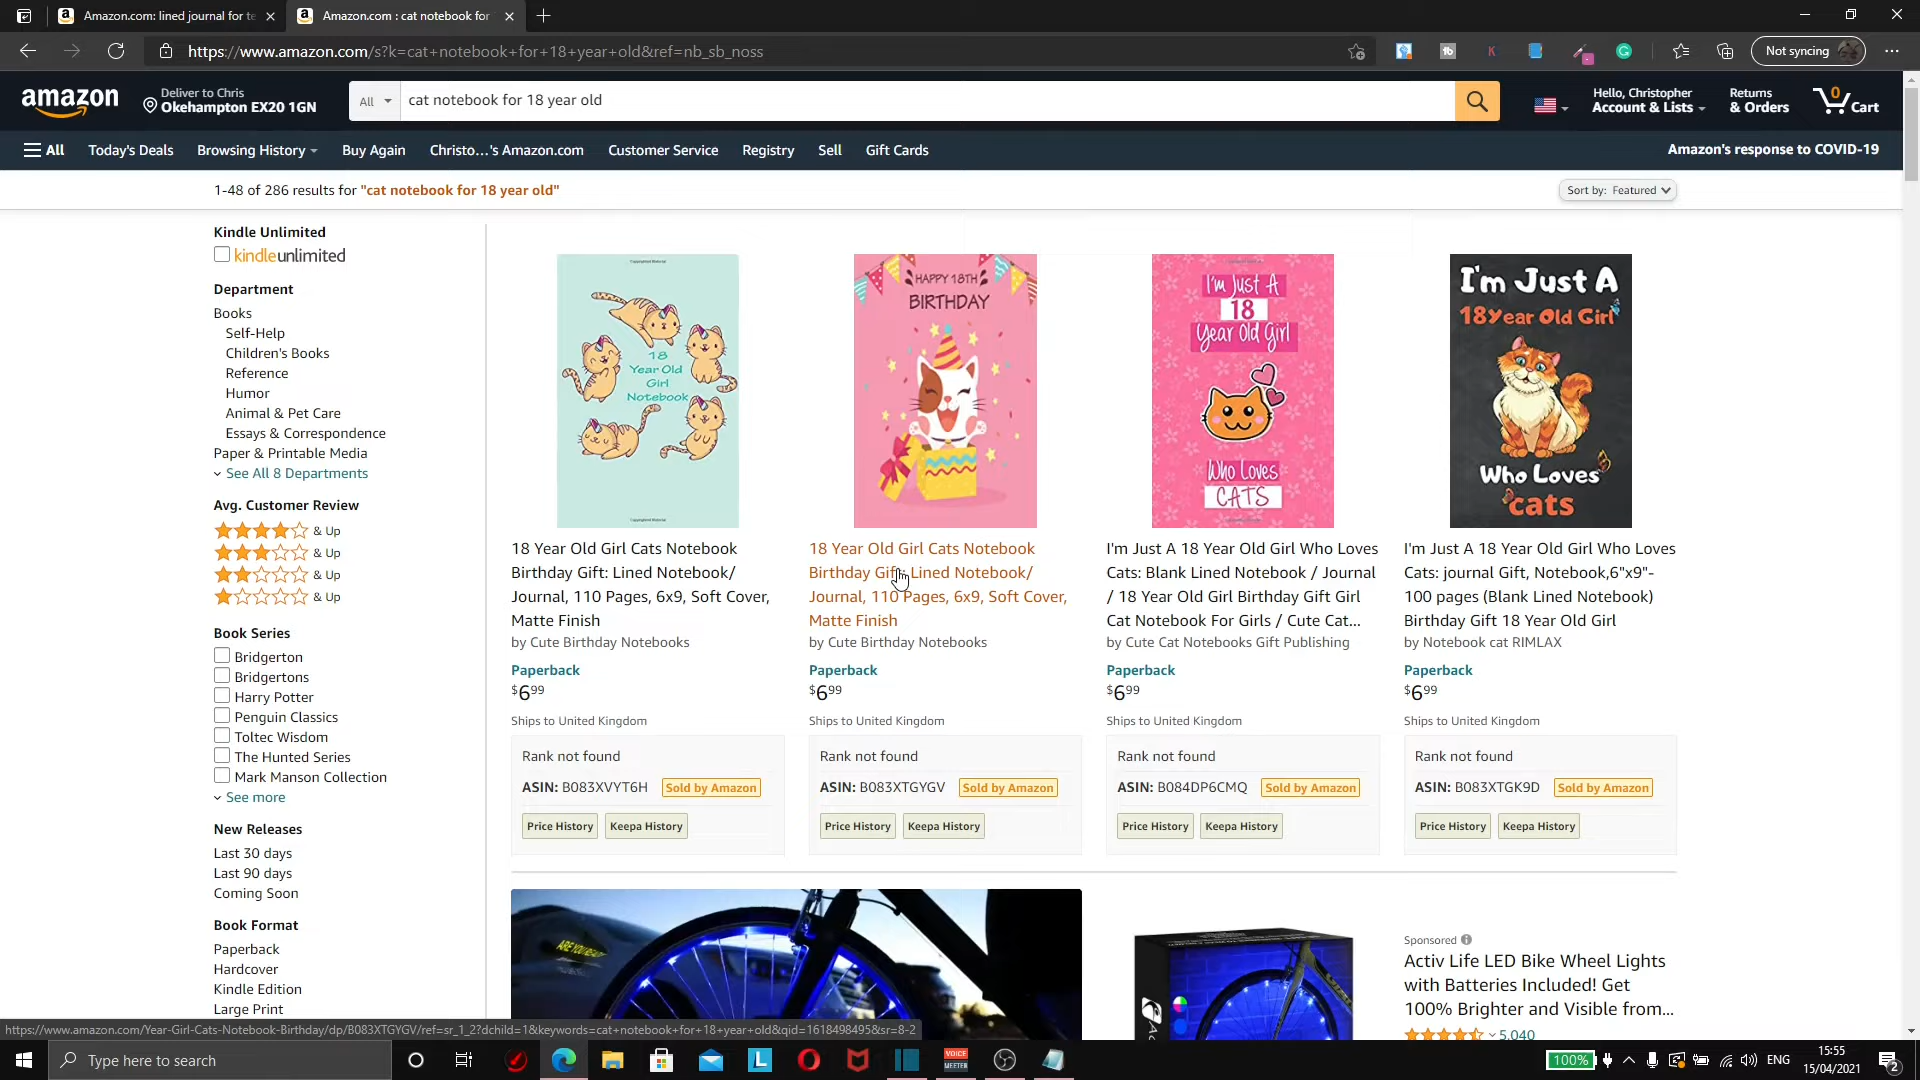 Amazon.com: lined journal for te
Amazon.com : cat notebook for
https://www.amazon.com/s?k=cat+notebook+for+18+year+old&ref=nb_sb_noss
Not syncing
amazon
Deliver to Chris
Okehampton EX20 1GN
All
cat notebook for 18 year old
Hello, Christopher
Account & Lists
Returns
& Orders
0
Cart
All
Today's Deals
Browsing History
Buy Again
Christo...'s Amazon.com
Customer Service
Registry
Sell
Gift Cards
Amazon's response to COVID-19
1-48 of 286 results for "cat notebook for 18 year old"
Sort by: Featured
Kindle Unlimited
kindleunlimited
Department
Books
Self-Help
Children's Books
Reference
Humor
Animal & Pet Care
Essays & Correspondence
Paper & Printable Media
See All 8 Departments
Avg. Customer Review
& Up
& Up
& Up
& Up
Book Series
Bridgerton
Bridgertons
Harry Potter
Penguin Classics
Toltec Wisdom
The Hunted Series
Mark Manson Collection
See more
New Releases
Last 30 days
Last 90 days
Coming Soon
Book Format
Paperback
Hardcover
Kindle Edition
Large Print
18
Year Old
Girl
Notebook
18 Year Old Girl Cats Notebook
Birthday Gift: Lined Notebook/
Journal, 110 Pages, 6x9, Soft Cover,
Matte Finish
by Cute Birthday Notebooks
Paperback
$6.99
Ships to United Kingdom
Rank not found
ASIN: B083XVYT6H
Sold by Amazon
Price History
Keepa History
HAPPY 18TH
BIRTHDAY
18 Year Old Girl Cats Notebook
Birthday Gift: Lined Notebook/
Journal, 110 Pages, 6x9, Soft Cover,
Matte Finish
by Cute Birthday Notebooks
Paperback
$6.99
Ships to United Kingdom
Rank not found
ASIN: B083XTGYGV
Sold by Amazon
Price History
Keepa History
I'm Just A
18
Year Old Girl
Who Loves
CATS
I'm Just A 18 Year Old Girl Who Loves
Cats: Blank Lined Notebook / Journal
/ 18 Year Old Girl Birthday Gift Girl
Cat Notebook For Girls / Cute Cat...
by Cute Cat Notebooks Gift Publishing
Paperback
$6.99
Ships to United Kingdom
Rank not found
ASIN: B084DP6CMQ
Sold by Amazon
Price History
Keepa History
I'm Just A
18Year Old Girl
Who Loves
cats
I'm Just A 18 Year Old Girl Who Loves
Cats: journal Gift, Notebook,6"x9"-
100 pages (Blank Lined Notebook)
Birthday Gift 18 Year Old Girl
by Notebook cat RIMLAX
Paperback
$6.99
Ships to United Kingdom
Rank not found
ASIN: B083XTGK9D
Sold by Amazon
Price History
Keepa History
Sponsored
Activ Life LED Bike Wheel Lights
with Batteries Included! Get
100% Brighter and Visible from...
5,040
https://www.amazon.com/Year-Girl-Cats-Notebook-Birthday/dp/B083XTGYGV/ref=sr_1_2?dchild=1&keywords=cat+notebook+for+18+year+old&qid=1618498495&sr=8-2
Type here to search
VOICE
MEETER
100%
ENG
15:55
15/04/2021
2